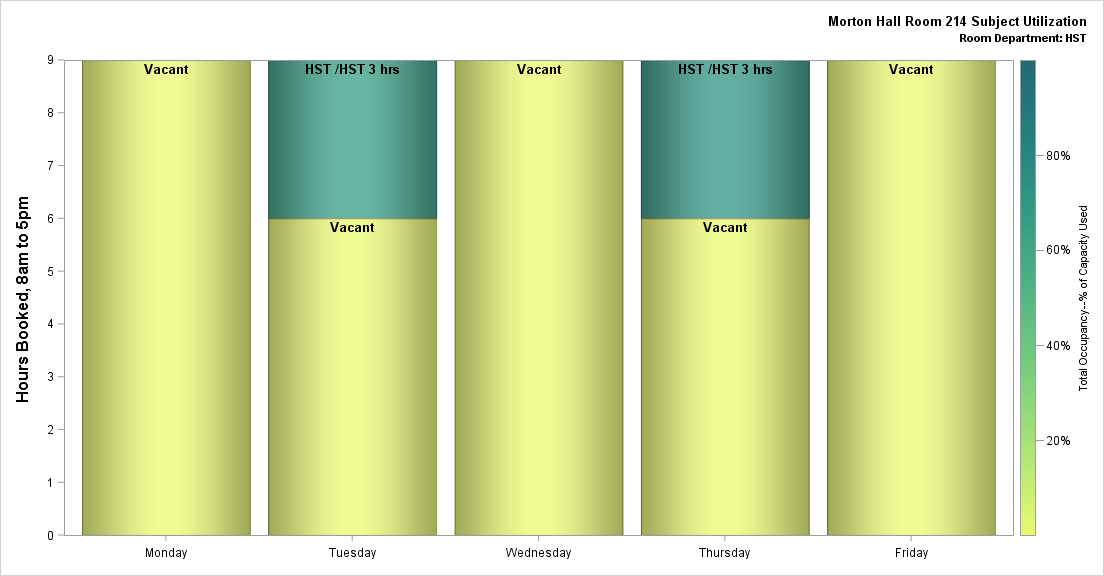 Morton Hall Room 214 Subject Utilization
Room Department: HST
Hours Booked, 8am to 5pm
9
8
7
6
5
4
3
2
1
0
Vacant
HST /HST 3 hrs
Vacant
HST /HST 3 hrs
Vacant
Vacant
Vacant
Monday
Tuesday
Wednesday
Thursday
Friday
80%
60%
40%
20%
Total Occupancy--% of Capacity Used